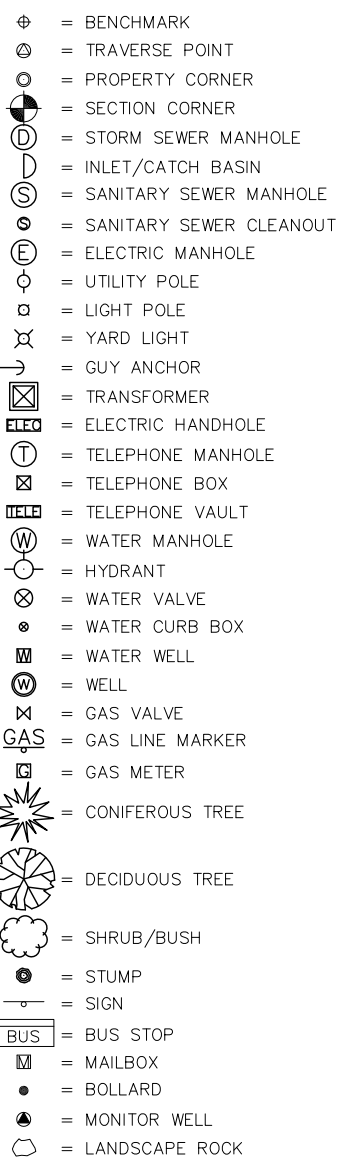 = BENCHMARK
= TRAVERSE POINT
= PROPERTY CORNER
= SECTION CORNER
D = STORM SEWER MANHOLE
= INLET/CATCH BASIN
S = SANITARY SEWER MANHOLE
S = SANITARY SEWER CLEANOUT
E = ELECTRIC MANHOLE
= UTILITY POLE
= LIGHT POLE
= YARD LIGHT
= GUY ANCHOR
= TRANSFORMER
ELEC = ELECTRIC HANDHOLE
T = TELEPHONE MANHOLE
= TELEPHONE BOX
TELE = TELEPHONE VAULT
W = WATER MANHOLE
= HYDRANT
= WATER VALVE
= WATER CURB BOX
W = WATER WELL
W = WELL
= GAS VALVE
GAS = GAS LINE MARKER
G = GAS METER
= CONIFEROUS TREE
= DECIDUOUS TREE
= SHRUB/BUSH
= STUMP
= SIGN
BUS = BUS STOP
M = MAILBOX
= BOLLARD
= MONITOR WELL
= LANDSCAPE ROCK